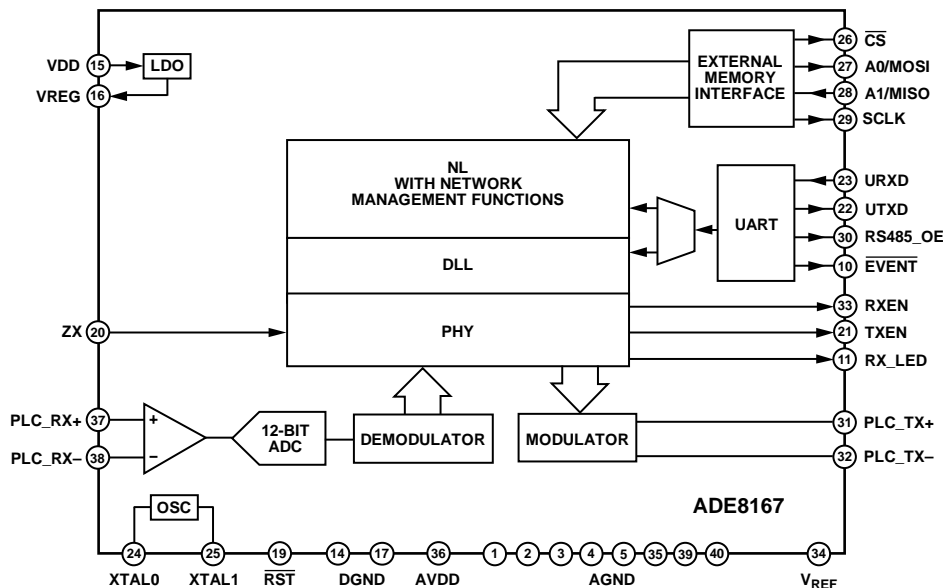 VDD
15
LDO
VREG
16
EXTERNAL
MEMORY
INTERFACE
26
CS
27
A0/MOSI
28
A1/MISO
29
SCLK
NL
WITH NETWORK
MANAGEMENT FUNCTIONS
DLL
PHY
UART
23
URXD
22
UTXD
30
RS485_OE
10
EVENT
33
RXEN
21
TXEN
11
RX_LED
ZX
20
PLC_RX+
37
+
PLC_RX–
38
–
12-BIT
ADC
DEMODULATOR
MODULATOR
31
PLC_TX+
32
PLC_TX–
ADE8167
OSC
24
25
19
14
17
36
1
2
3
4
5
35
39
40
34
XTAL0
XTAL1
RST
DGND
AVDD
AGND
VREF